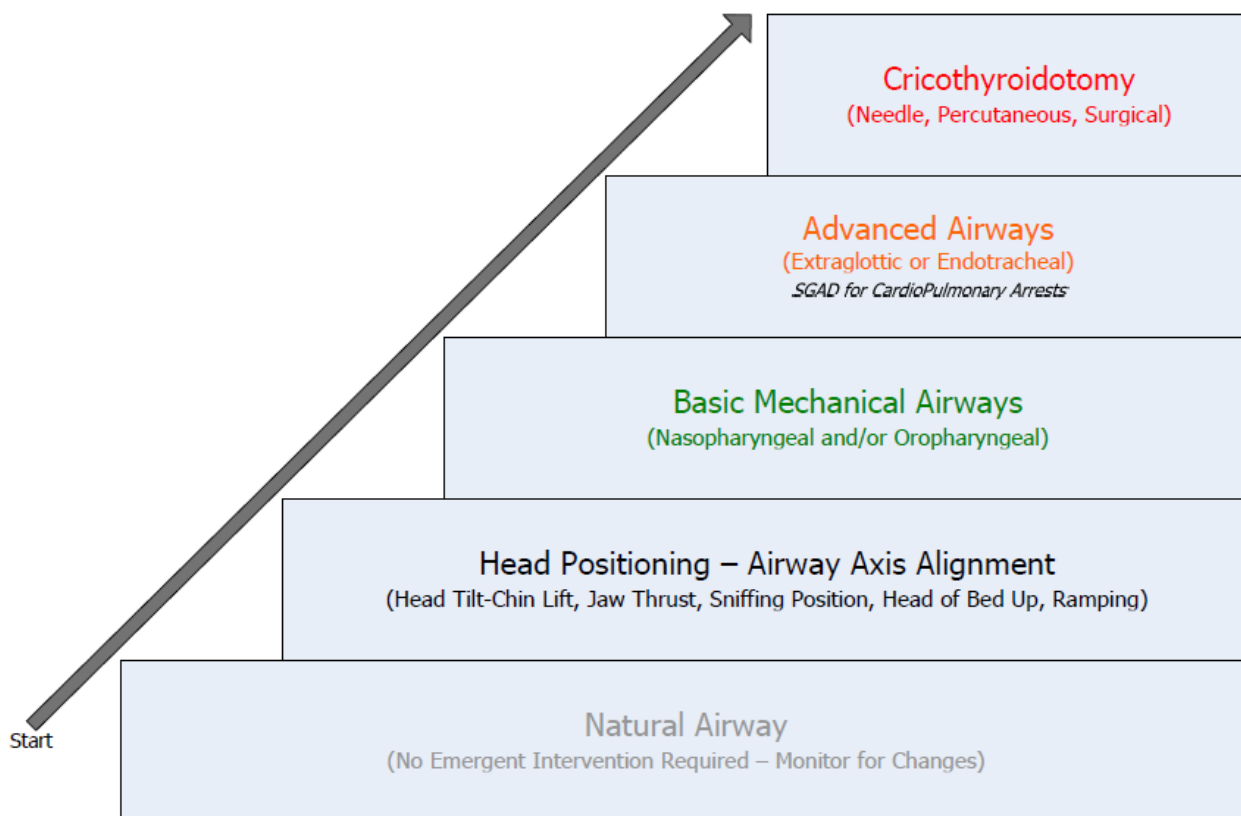 Cricothyroidotomy
(Needle, Percutaneous, Surgical)
Advanced Airways
(Extraglottic or Endotracheal)
SGAD for CardioPulmonary Arrests
Basic Mechanical Airways
(Nasopharyngeal and/or Oropharyngeal)
Head Positioning – Airway Axis Alignment
(Head Tilt-Chin Lift, Jaw Thrust, Sniffing Position, Head of Bed Up, Ramping)
Natural Airway
(No Emergent Intervention Required – Monitor for Changes)
Start